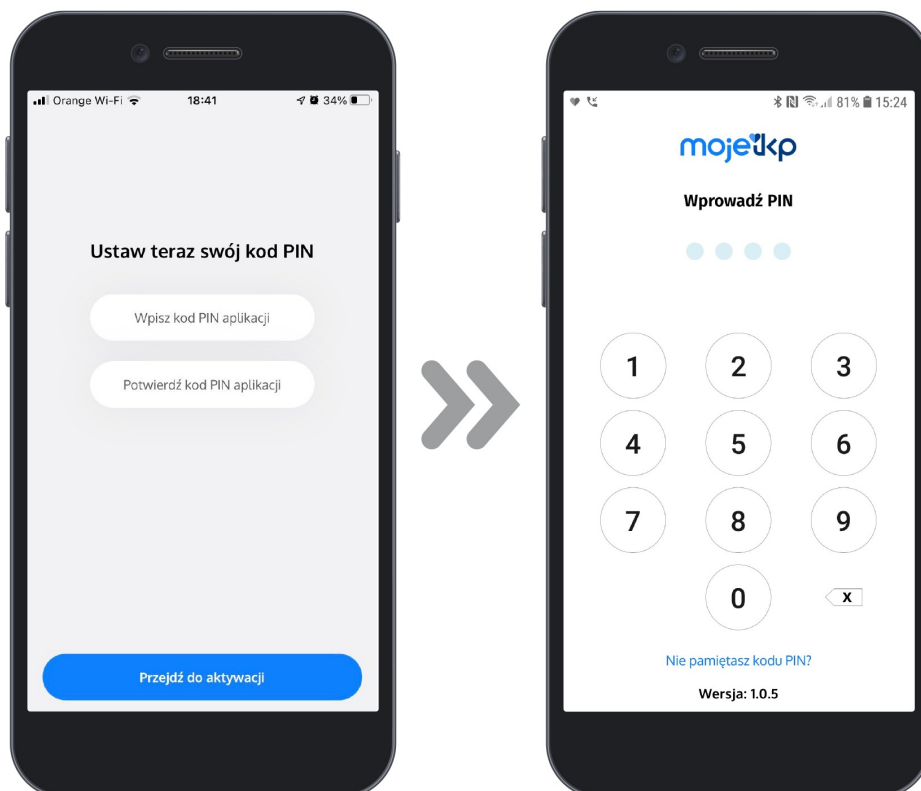 Orange Wi-Fi 18:41 34%
Ustaw teraz swój kod PIN
Wpisz kod PIN aplikacji
Potwierdź kod PIN aplikacji
Przejdź do aktywacji
81% 15:24
mojeikp
Wprowadź PIN
1 2 3
4 5 6
7 8 9
0 X
Nie pamiętasz kodu PIN?
Wersja: 1.0.5